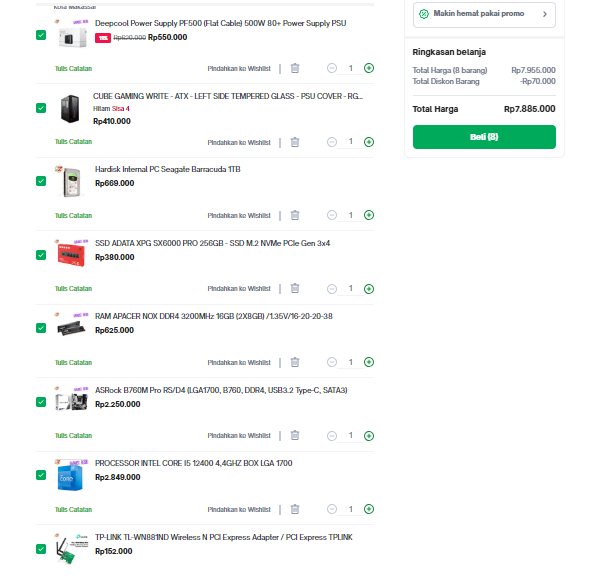 Kota Makassar
Deepcool Power Supply PF500 (Flat Cable) 500W 80+ Power Supply PSU
Rp620.000 Rp550.000
Tulis Catatan
Pindahkan ke Wishlist
1
CUBE GAMING WRITE - ATX - LEFT SIDE TEMPERED GLASS - PSU COVER - RG...
Hitam Sisa 4
Rp410.000
Tulis Catatan
Pindahkan ke Wishlist
1
Hardisk Internal PC Seagate Barracuda 1TB
Rp669.000
Tulis Catatan
Pindahkan ke Wishlist
1
SSD ADATA XPG SX6000 PRO 256GB - SSD M.2 NVMe PCIe Gen 3x4
Rp380.000
Tulis Catatan
Pindahkan ke Wishlist
1
RAM APACER NOX DDR4 3200MHz 16GB (2X8GB) /1.35V/16-20-20-38
Rp625.000
Tulis Catatan
Pindahkan ke Wishlist
1
ASRock B760M Pro RS/D4 (LGA1700, B760, DDR4, USB3.2 Type-C, SATA3)
Rp2.250.000
Tulis Catatan
Pindahkan ke Wishlist
1
PROCESSOR INTEL CORE I5 12400 4,4GHZ BOX LGA 1700
Rp2.849.000
Tulis Catatan
Pindahkan ke Wishlist
1
TP-LINK TL-WN881ND Wireless N PCI Express Adapter / PCI Express TPLINK
Rp152.000
Makin hemat pakai promo
Ringkasan belanja
Total Harga (8 barang) Rp7.955.000
Total Diskon Barang -Rp70.000
Total Harga Rp7.885.000
Beli (8)